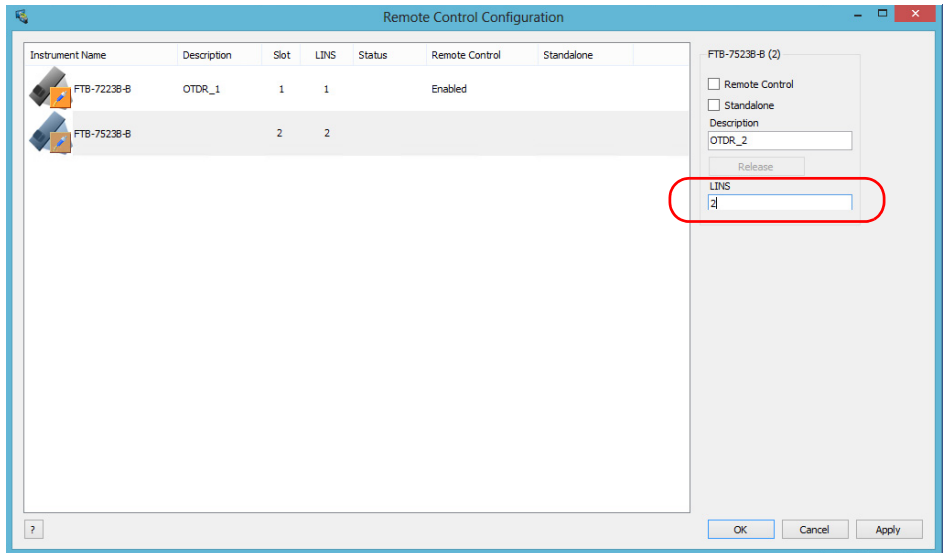 Remote Control Configuration
Instrument Name Description Slot LINS Status Remote Control Standalone
FTB-7223B-B OTDR_1 1 1 Enabled
FTB-7523B-B 2 2
FTB-7523B-B (2)
Remote Control
Standalone
Description
OTDR_2
Release
LINS
2
? OK Cancel Apply